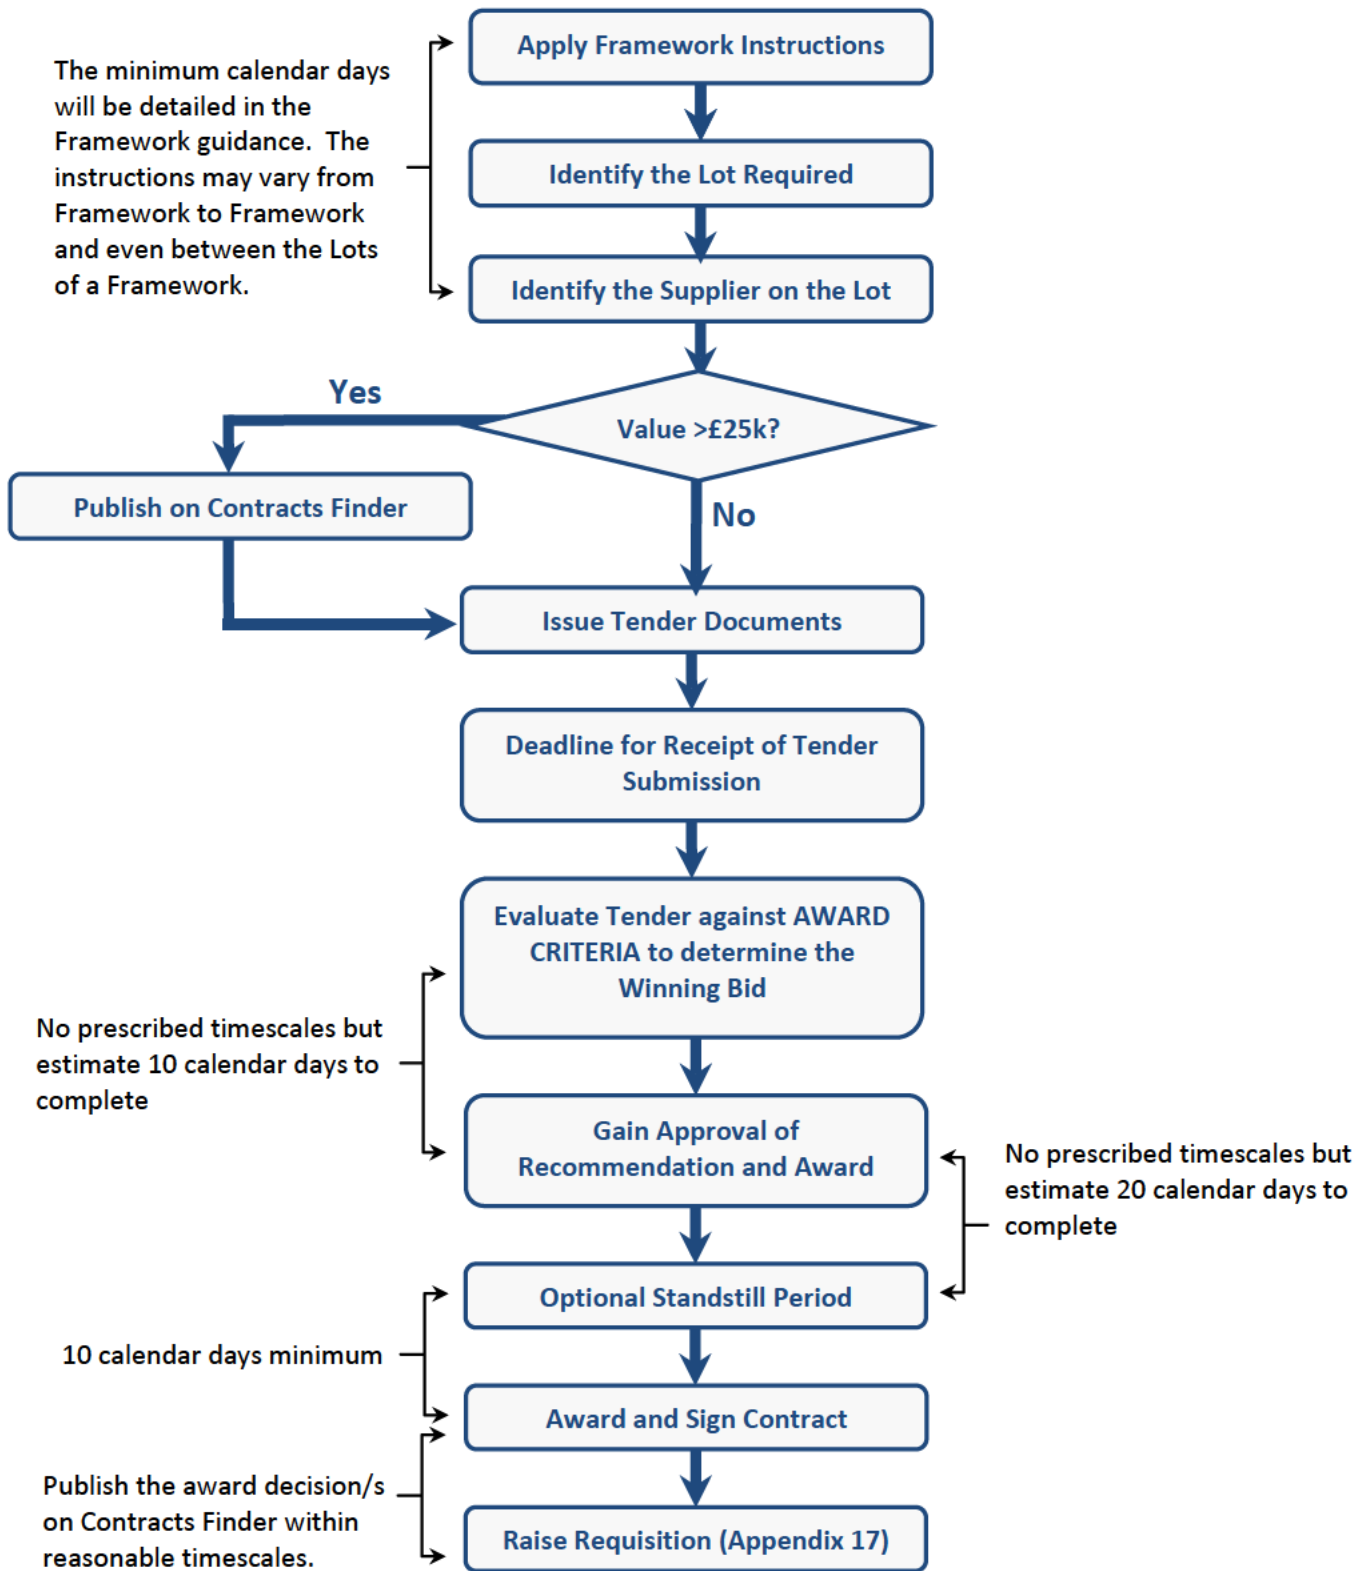 Apply Framework Instructions
The minimum calendar days
will be detailed in the
Framework guidance.  The
instructions may vary from
Framework to Framework
and even between the Lots
of a Framework.
Identify the Lot Required
Identify the Supplier on the Lot
Value >£25k?
Yes
No
Publish on Contracts Finder
Issue Tender Documents
Deadline for Receipt of Tender
Submission
Evaluate Tender against AWARD
CRITERIA to determine the
Winning Bid
No prescribed timescales but
estimate 10 calendar days to
complete
Gain Approval of
Recommendation and Award
No prescribed timescales but
estimate 20 calendar days to
complete
Optional Standstill Period
10 calendar days minimum
Award and Sign Contract
Publish the award decision/s
on Contracts Finder within
reasonable timescales.
Raise Requisition (Appendix 17)